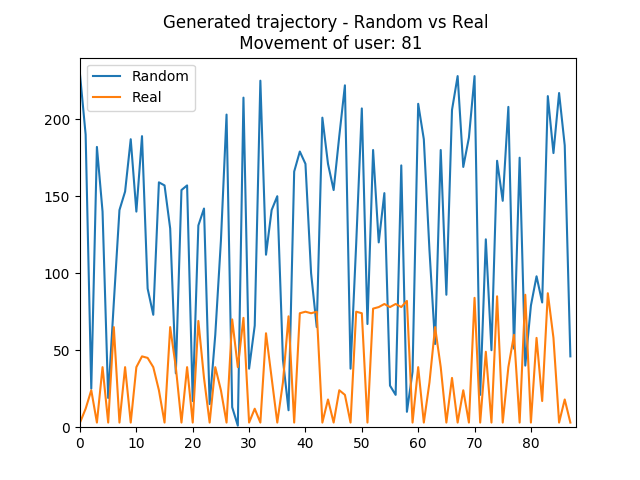 Generated trajectory - Random vs Real
Movement of user: 81
Random
Real
200
150
100
50
0
0 10 20 30 40 50 60 70 80